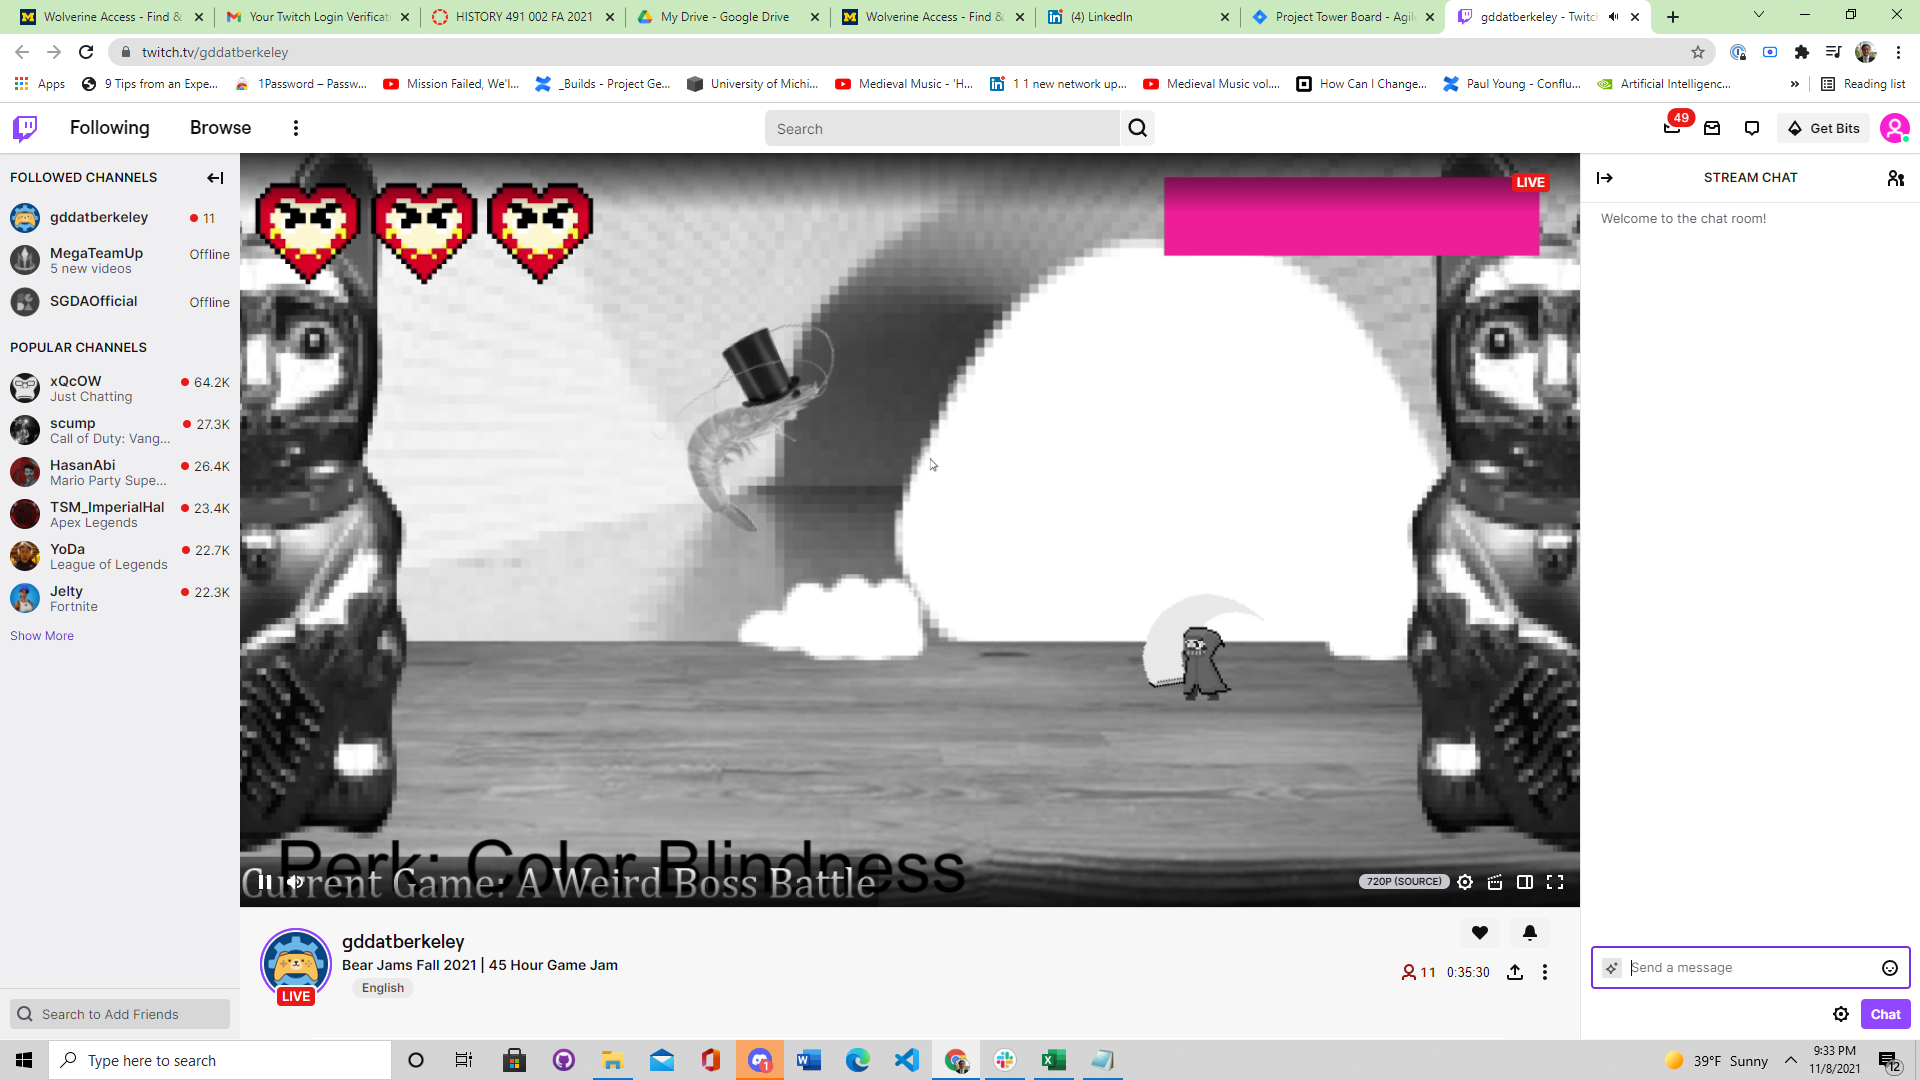 Wolverine Access - Find &
Your Twitch Login Verificati
HISTORY 491 002 FA 2021
My Drive - Google Drive
Wolverine Access - Find &
(4) LinkedIn
Project Tower Board - Agile
gddatberkeley - Twitch
twitch.tv/gddatberkeley
Apps
9 Tips from an Expe...
1Password – Passw...
Mission Failed, We'l...
_Builds - Project Ge...
University of Michi...
Medieval Music - 'H...
1 1 new network up...
Medieval Music vol....
How Can I Change...
Paul Young - Conflu...
Artificial Intelligenc...
»
Reading list
Following
Browse
Search
49
Get Bits
FOLLOWED CHANNELS
gddatberkeley
11
MegaTeamUp
Offline
5 new videos
SGDAOfficial
Offline
POPULAR CHANNELS
xQcOW
64.2K
Just Chatting
scump
27.3K
Call of Duty: Vang...
HasanAbi
26.4K
Mario Party Supe...
TSM_ImperialHal
23.4K
Apex Legends
YoDa
22.7K
League of Legends
Jelty
22.3K
Fortnite
Show More
Search to Add Friends
LIVE
Perk: Color Blindness
Current Game: A Weird Boss Battle
720P (SOURCE)
gddatberkeley
Bear Jams Fall 2021 | 45 Hour Game Jam
English
LIVE
11
0:35:30
STREAM CHAT
Welcome to the chat room!
Send a message
Chat
Type here to search
1
39°F Sunny
9:33 PM
11/8/2021
12